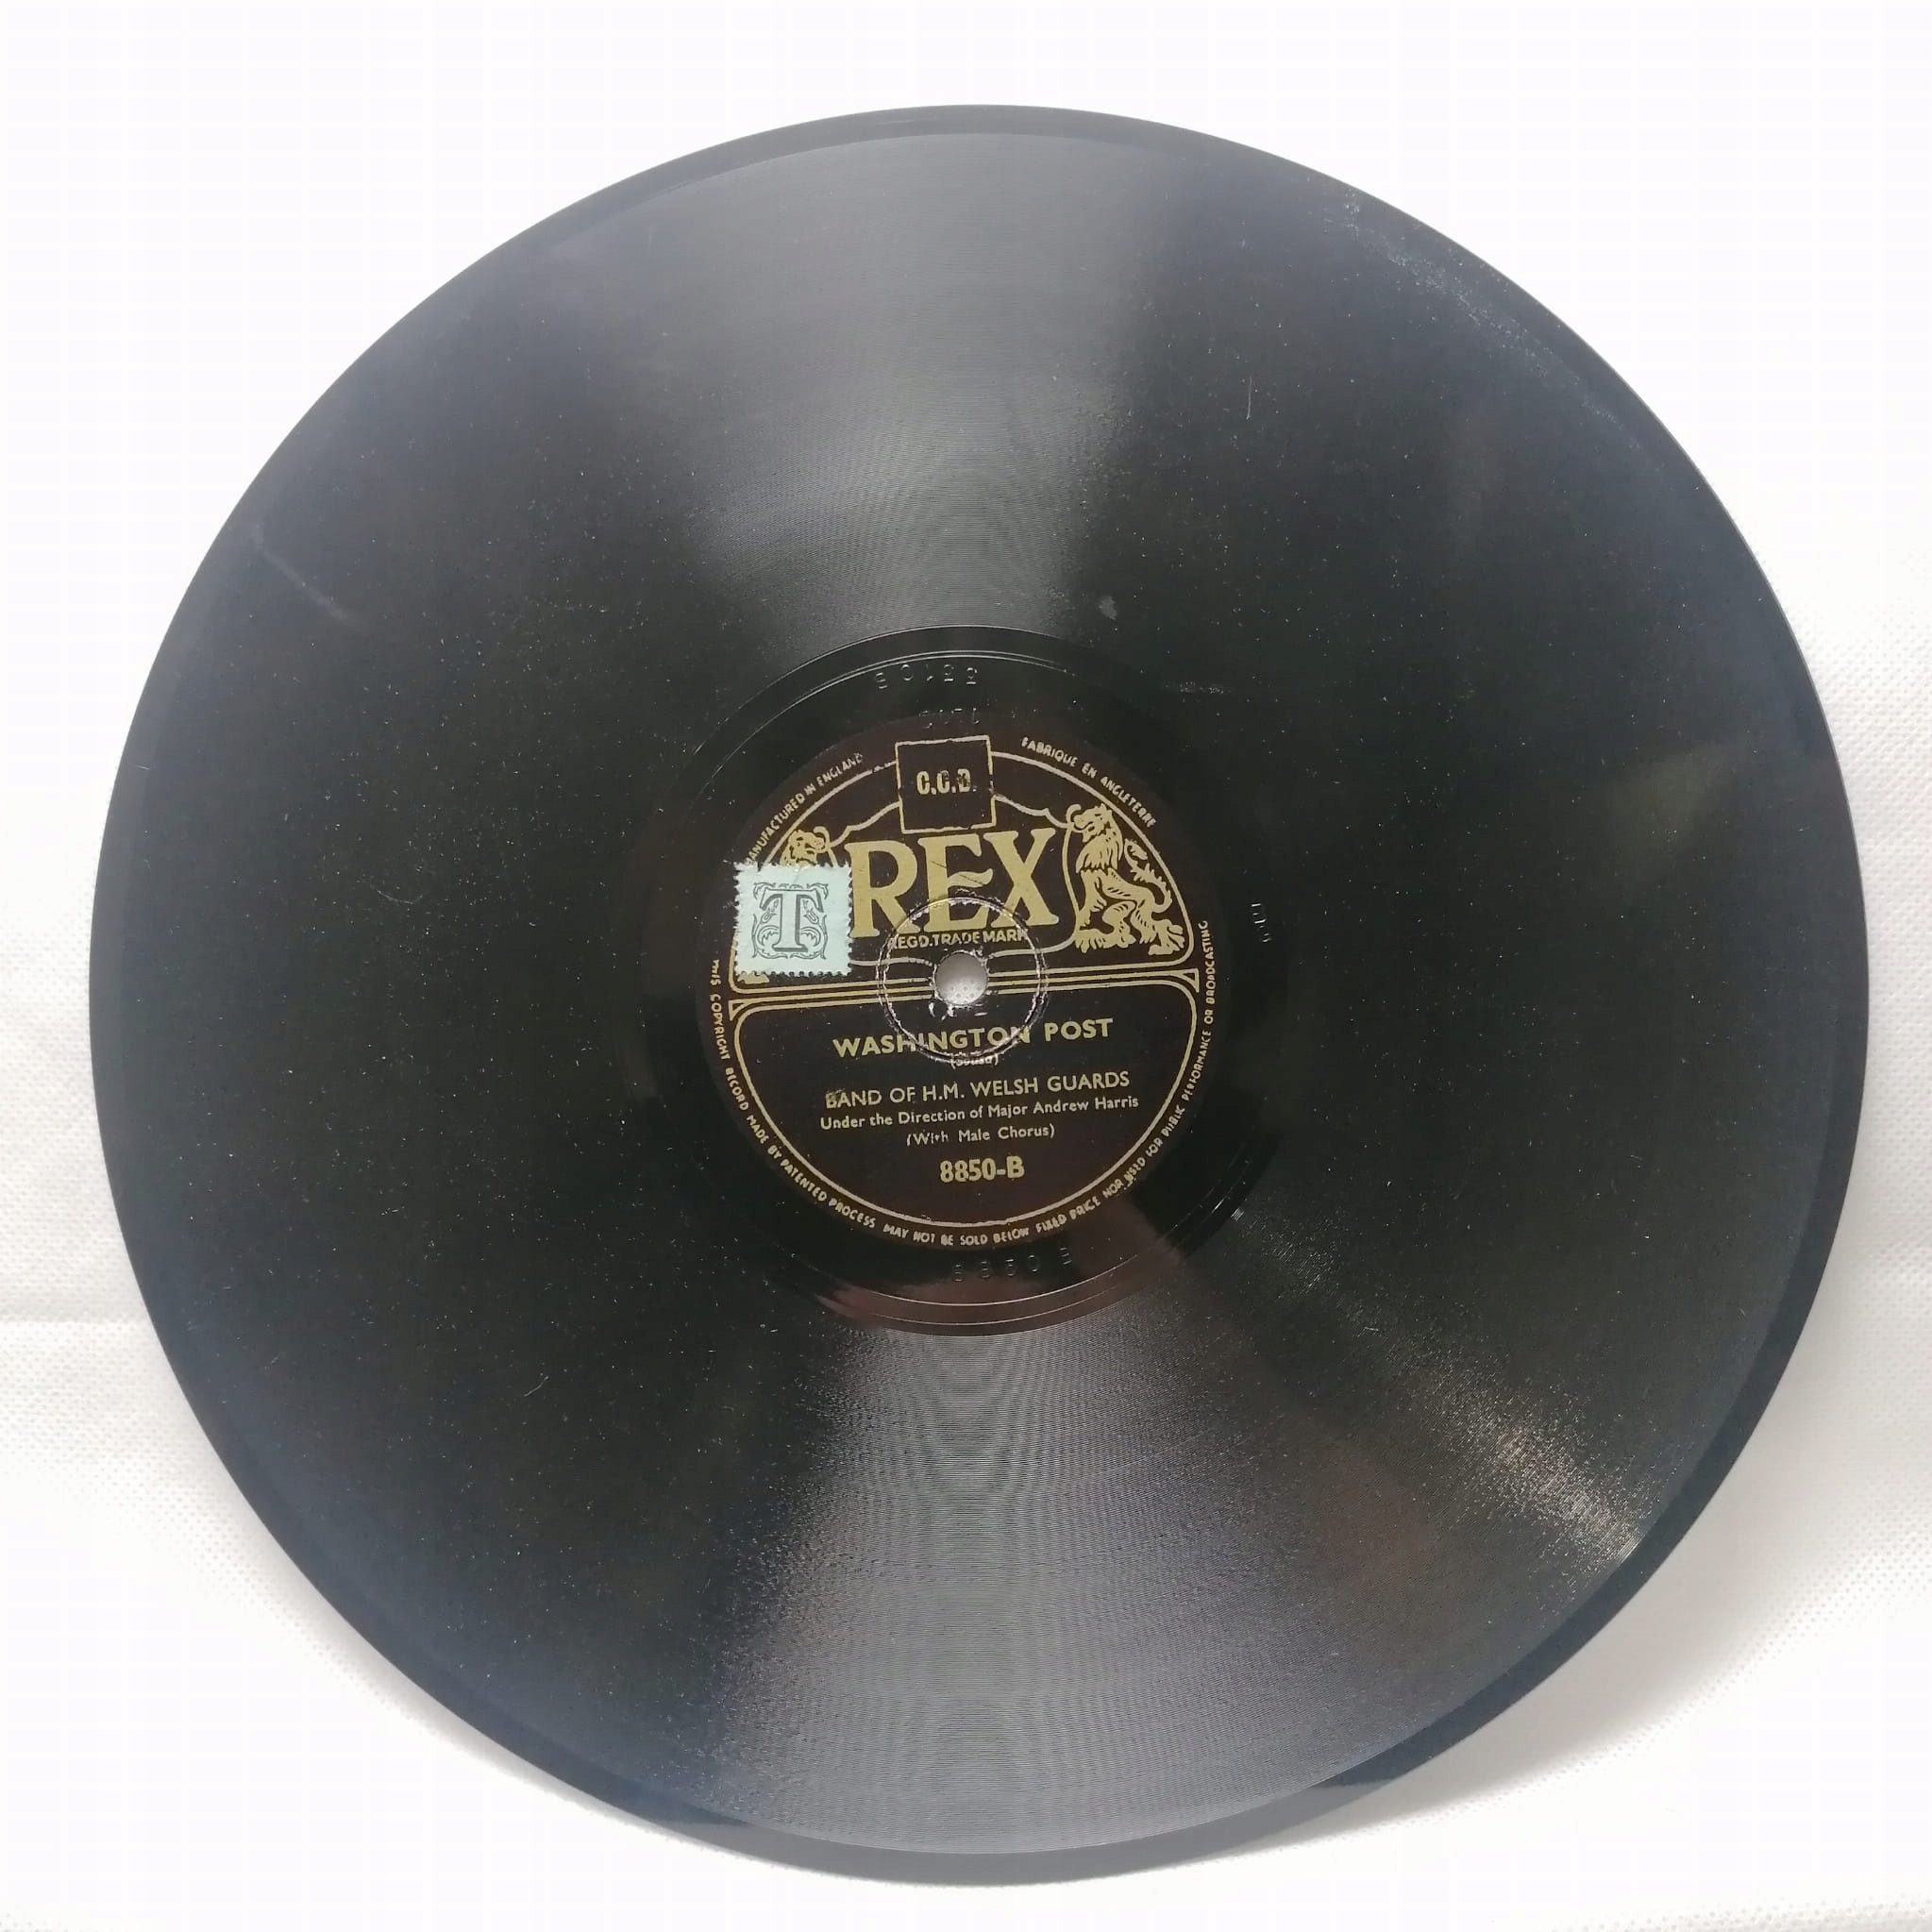 MANUFACTURED IN ENGLAND
FABRIQUE EN ANGLETERRE
C.C.D.
T
REX
REGD. TRADE MARK
WASHINGTON POST
(Sousa)
BAND OF H.M. WELSH GUARDS
Under the Direction of Major Andrew Harris
(With Male Chorus)
8850-B
THIS COPYRIGHT RECORD MADE BY PATENTED PROCESS MAY NOT BE SOLD BELOW FIXED PRICE NOR USED FOR PUBLIC PERFORMANCE OR BROADCASTING